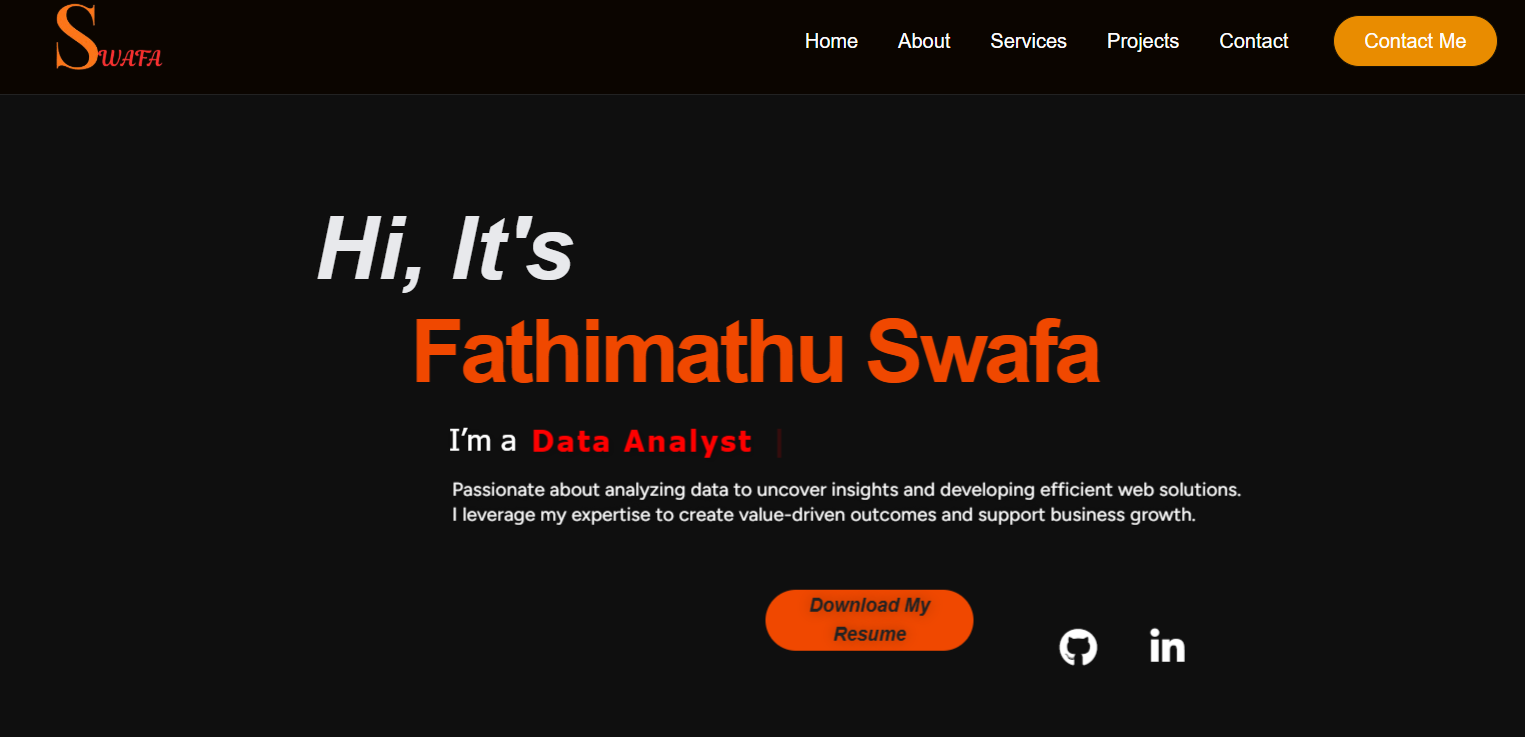 SWAFA
Home About Services Projects Contact Contact Me
Hi, It's
Fathimathu Swafa
I'm a Data Analyst |
Passionate about analyzing data to uncover insights and developing efficient web solutions.
I leverage my expertise to create value-driven outcomes and support business growth.
Download My
Resume
in